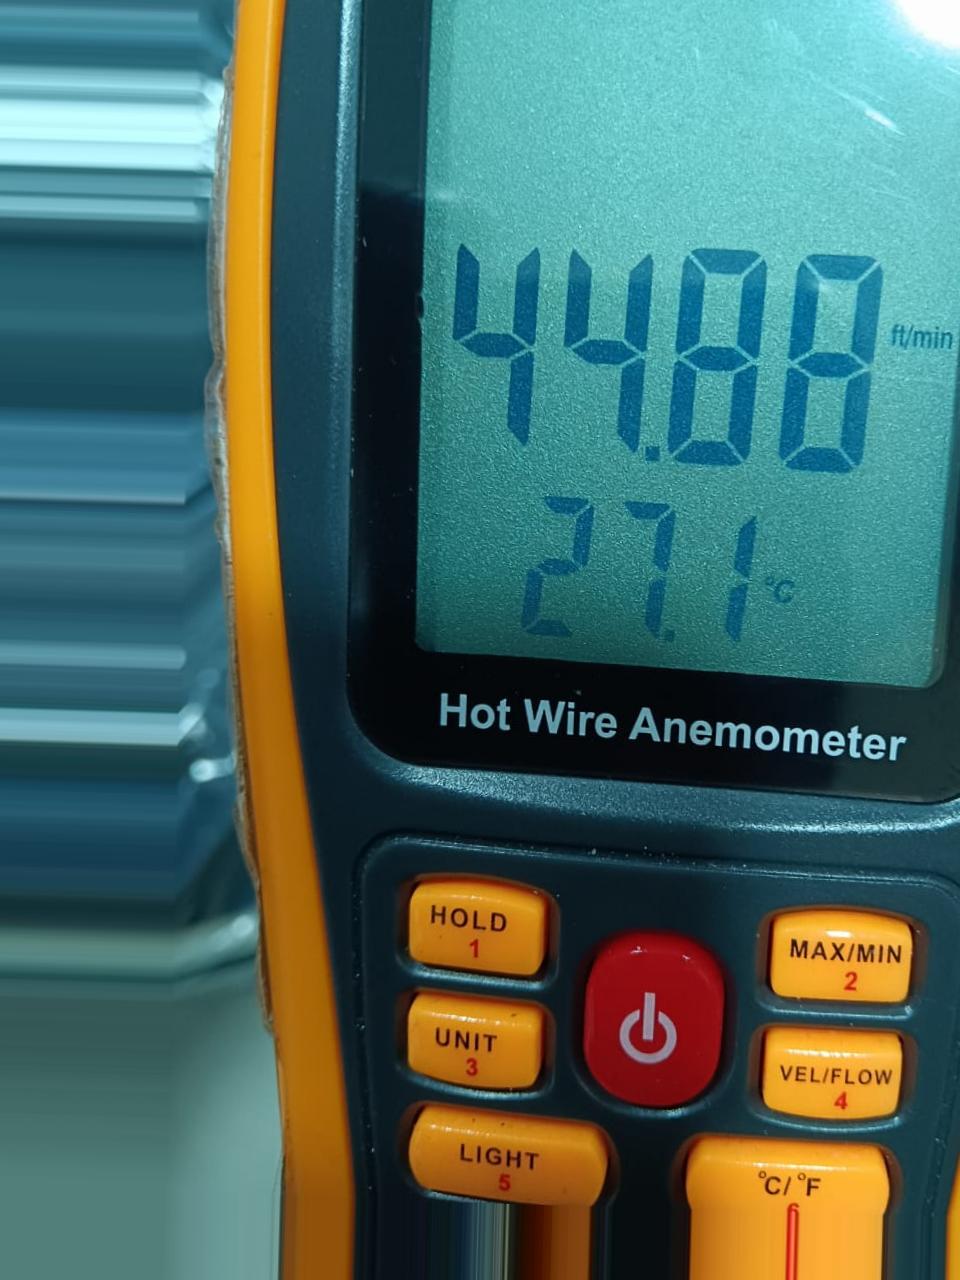 44.88 ft/min
27.1 °C
Hot Wire Anemometer
HOLD
1
MAX/MIN
2
UNIT
3
VEL/FLOW
4
LIGHT
5
°C/°F
6